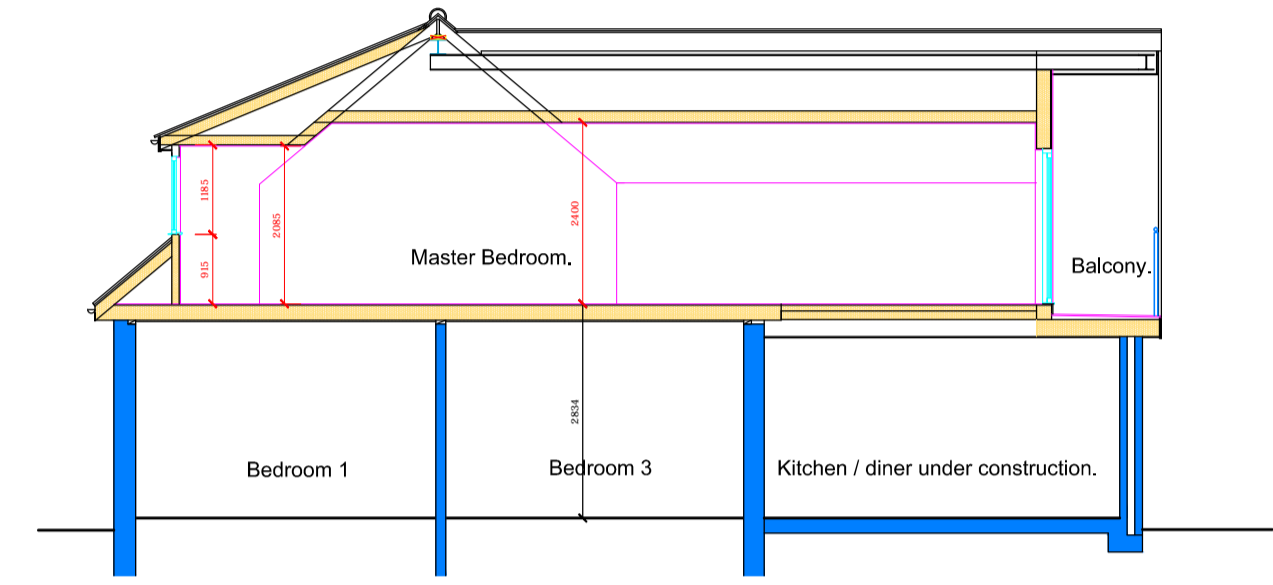 1185
2085
2400
915
Master Bedroom.
Balcony.
2834
Bedroom 1
Bedroom 3
Kitchen / diner under construction.